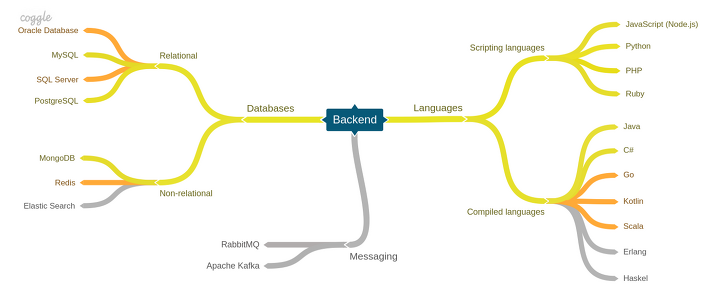 coggle
Oracle Database
MySQL
SQL Server
PostgreSQL
Relational
Databases
MongoDB
Redis
Elastic Search
Non-relational
Backend
RabbitMQ
Apache Kafka
Messaging
Languages
Scripting languages
JavaScript (Node.js)
Python
PHP
Ruby
Compiled languages
Java
C#
Go
Kotlin
Scala
Erlang
Haskel